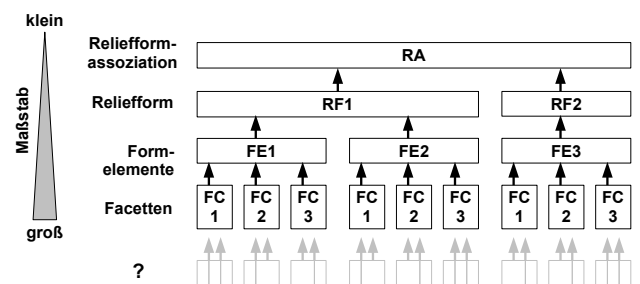 klein
Maßstab
groß
Reliefform-
assoziation
RA
Reliefform
RF1
RF2
Form-
elemente
FE1
FE2
FE3
Facetten
FC
1
FC
2
FC
3
FC
1
FC
2
FC
3
FC
1
FC
2
FC
3
?